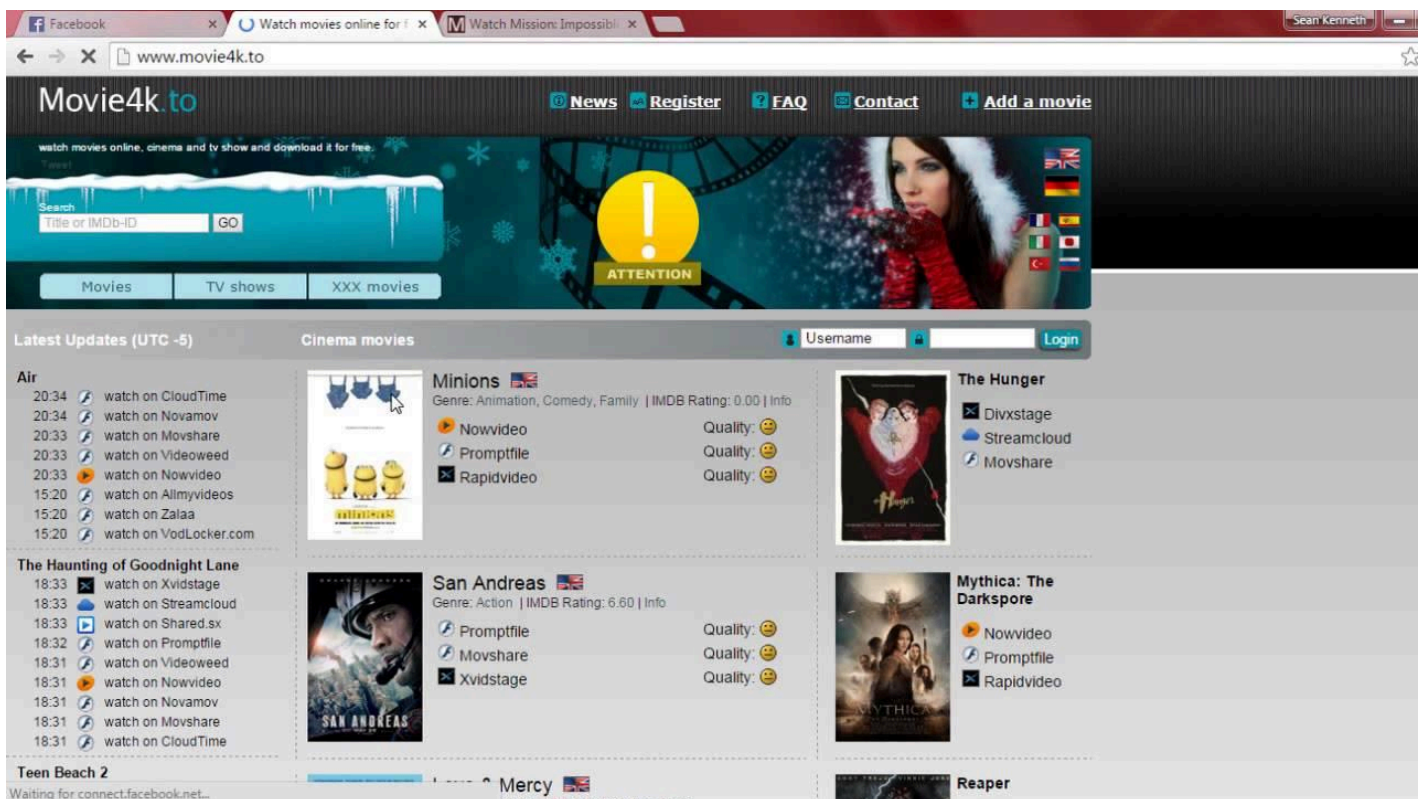 Facebook
Watch movies online for f
Watch Mission: Impossibl
Sean Kenneth
www.movie4k.to
Movie4k.to
News
Register
FAQ
Contact
Add a movie
watch movies online, cinema and tv show and download it for free.
Tweet
Search
Title or IMDb-ID
GO
ATTENTION
Movies
TV shows
XXX movies
Latest Updates (UTC -5)
Cinema movies
Username
Login
Air
20:34 watch on CloudTime
20:34 watch on Novamov
20:33 watch on Movshare
20:33 watch on Videoweed
20:33 watch on Nowvideo
15:20 watch on Allmyvideos
15:20 watch on Zalaa
15:20 watch on VodLocker.com
The Haunting of Goodnight Lane
18:33 watch on Xvidstage
18:33 watch on Streamcloud
18:33 watch on Shared.sx
18:32 watch on Promptfile
18:31 watch on Videoweed
18:31 watch on Nowvideo
18:31 watch on Novamov
18:31 watch on Movshare
18:31 watch on CloudTime
Teen Beach 2
Waiting for connect.facebook.net...
minions
Minions
Genre: Animation, Comedy, Family | IMDB Rating: 0.00 | Info
Nowvideo Quality:
Promptfile Quality:
Rapidvideo Quality:
SAN ANDREAS
San Andreas
Genre: Action | IMDB Rating: 6.60 | Info
Promptfile Quality:
Movshare Quality:
Xvidstage Quality:
Mercy
Hunger
The Hunger
Divxstage
Streamcloud
Movshare
MYTHICA
Mythica: The
Darkspore
Nowvideo
Promptfile
Rapidvideo
Reaper